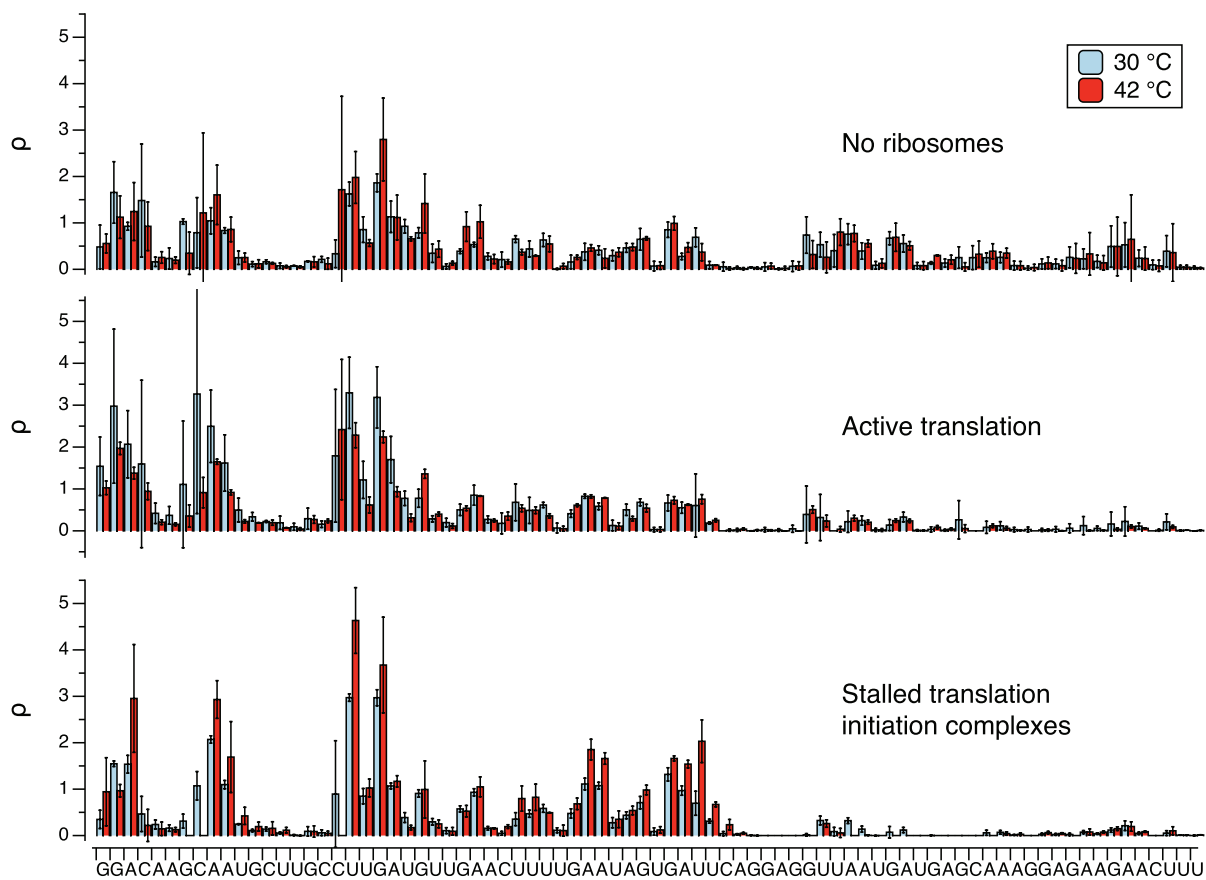 5
4
3
2
1
0
ρ
30 °C
42 °C
No ribosomes
5
4
3
2
1
0
ρ
Active translation
5
4
3
2
1
0
ρ
Stalled translation
initiation complexes
GGACAAGCAAUGCUUGCCUUGAUGUUGAACUUUUGAAUAGUGAUUCAGGAGGUUAAUGAUGAGCAAAGGAGAAGAACUUU